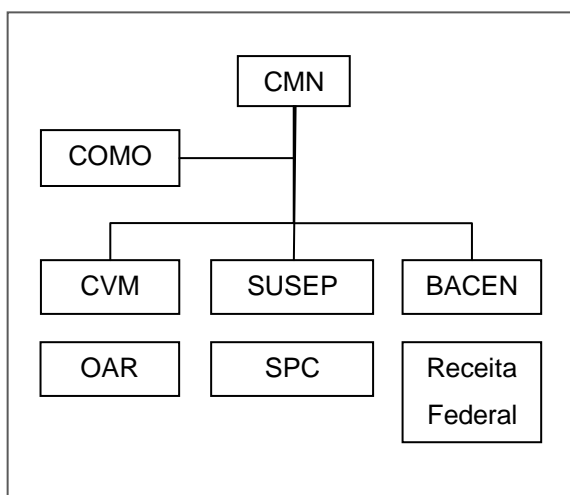 CMN
COMO
CVM
SUSEP
BACEN
OAR
SPC
Receita
Federal